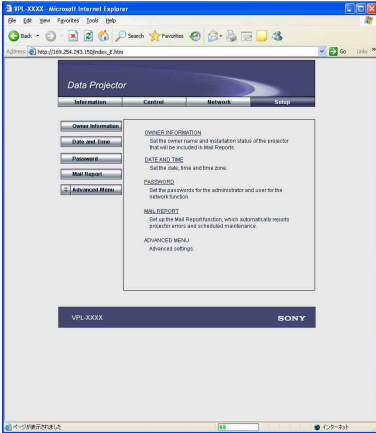 VPL-XXXX - Microsoft Internet Explorer
File Edit View Favorites Tools Help
Back Search Favorites
Address http://169.254.243.150/index_E.htm Go Links »
Data Projector
Information Control Network Setup
Owner Information
Date and Time
Password
Mail Report
Advanced Menu
OWNER INFORMATION
Set the owner name and installation status of the projector
that will be included in Mail Reports.
DATE AND TIME
Set the date, time and time zone.
PASSWORD
Set the passwords for the administrator and user for the
network function.
MAIL REPORT
Set up the Mail Report function, which automatically reports
projector errors and scheduled maintenance.
ADVANCED MENU
Advanced settings.
VPL-XXXX SONY
ページが表示されました インターネット